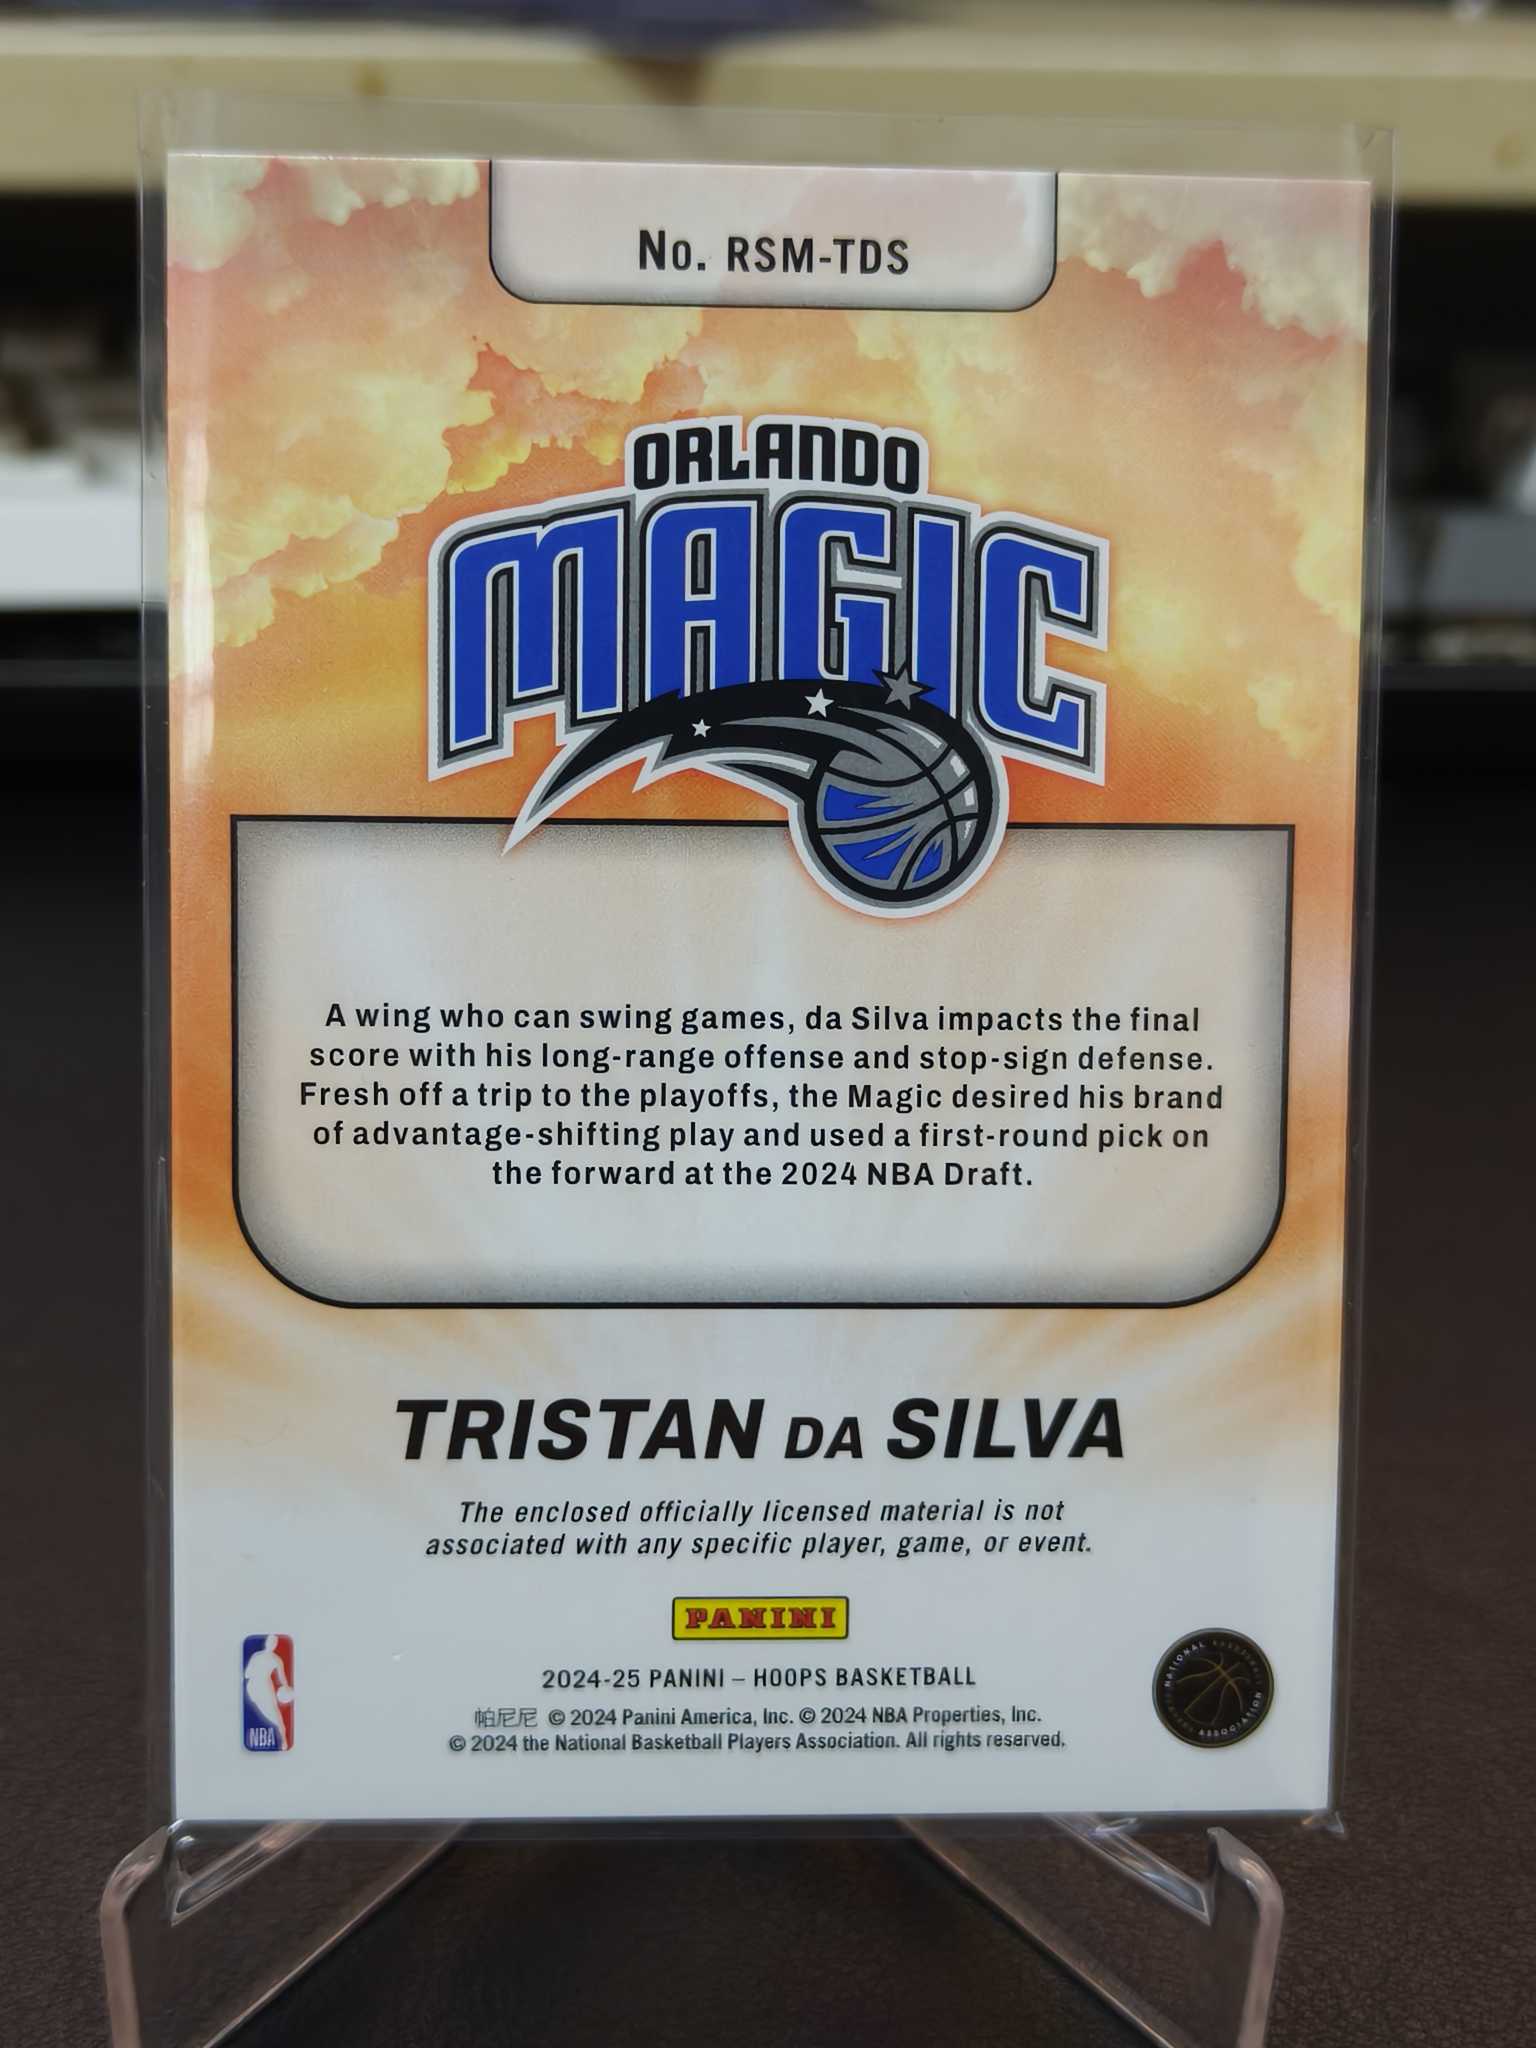 No. RSM-TDS
ORLANDO
MAGIC
A wing who can swing games, da Silva impacts the final
score with his long-range offense and stop-sign defense.
Fresh off a trip to the playoffs, the Magic desired his brand
of advantage-shifting play and used a first-round pick on
the forward at the 2024 NBA Draft.
TRISTAN DA SILVA
The enclosed officially licensed material is not
associated with any specific player, game, or event.
PANINI
2024-25 PANINI – HOOPS BASKETBALL
帕尼尼 © 2024 Panini America, Inc. © 2024 NBA Properties, Inc.
© 2024 the National Basketball Players Association. All rights reserved.
NBA
NATIONAL BASKETBALL PLAYERS ASSOCIATION